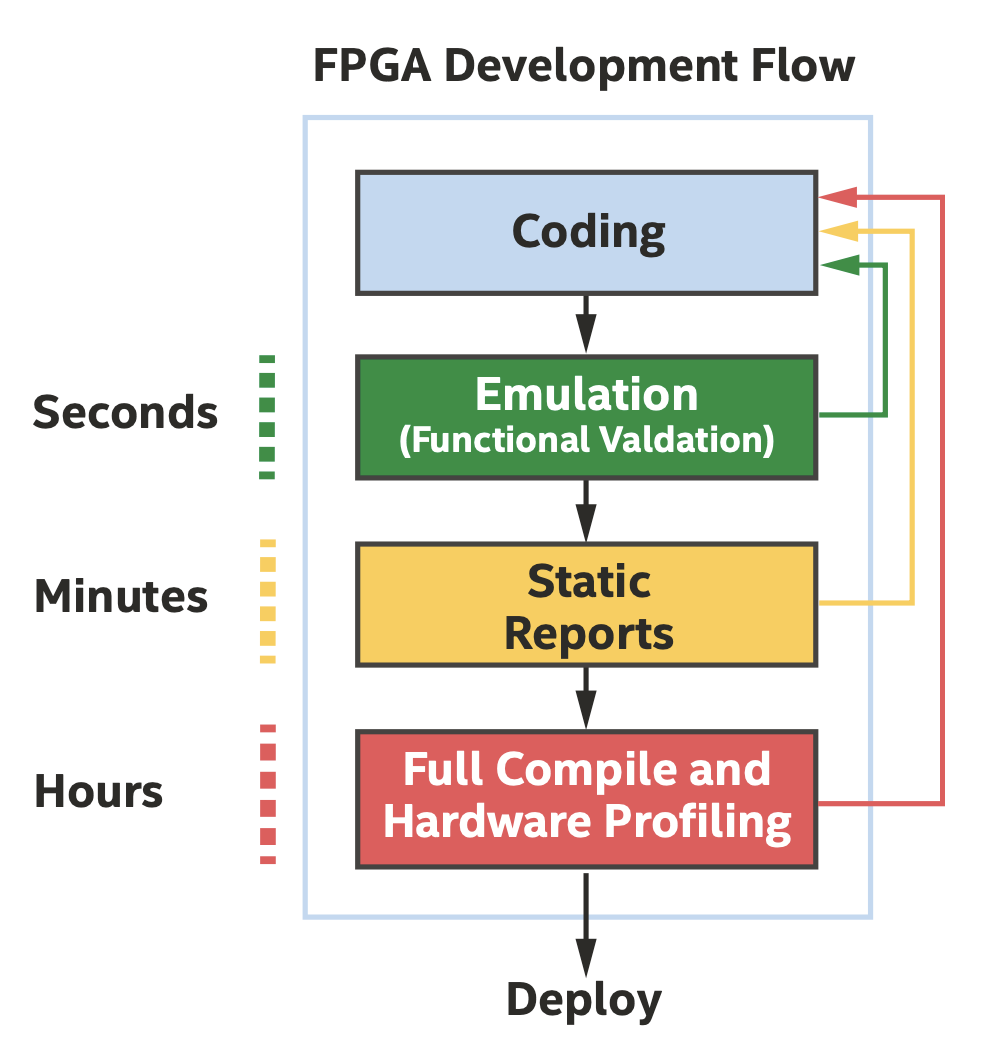 FPGA Development Flow
Coding
Seconds
Emulation
(Functional Valdation)
Minutes
Static
Reports
Hours
Full Compile and
Hardware Profiling
Deploy